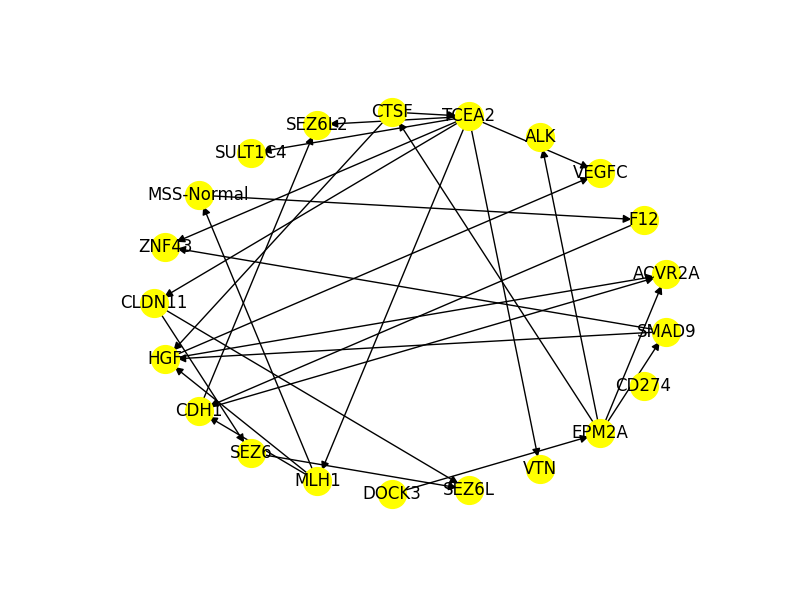 CTSF
TCEA2
SEZ6L2
ALK
SULT1C4
VEGFC
MSS-Normal
F12
ZNF43
ACVR2A
CLDN11
SMAD9
HGF
CD274
CDH1
EPM2A
SEZ6
VTN
MLH1
SEZ6L
DOCK3